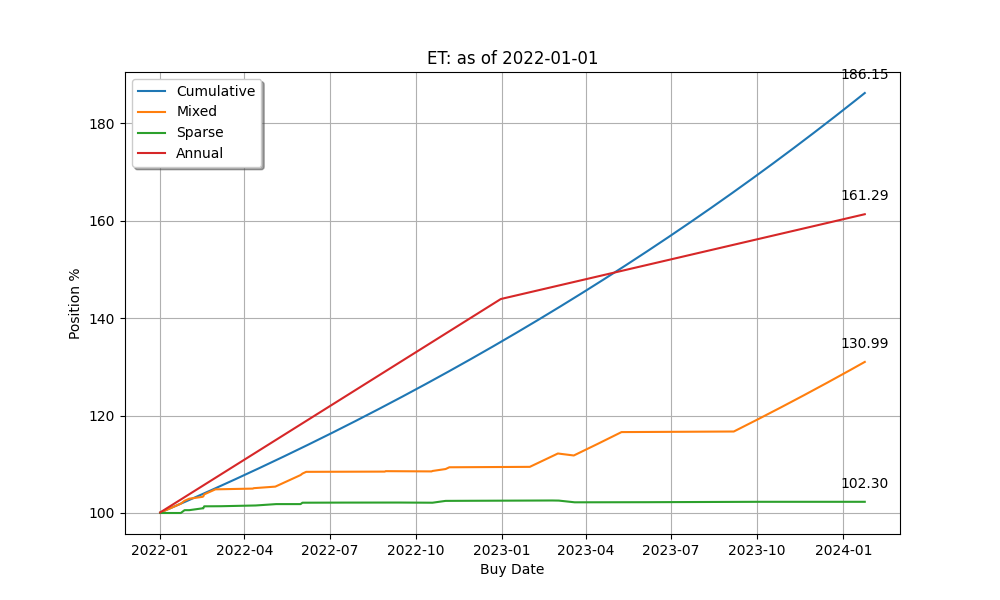 ET: as of 2022-01-01
Cumulative
Mixed
Sparse
Annual
186.15
161.29
130.99
102.30
Position %
180
160
140
120
100
2022-01 2022-04 2022-07 2022-10 2023-01 2023-04 2023-07 2023-10 2024-01
Buy Date